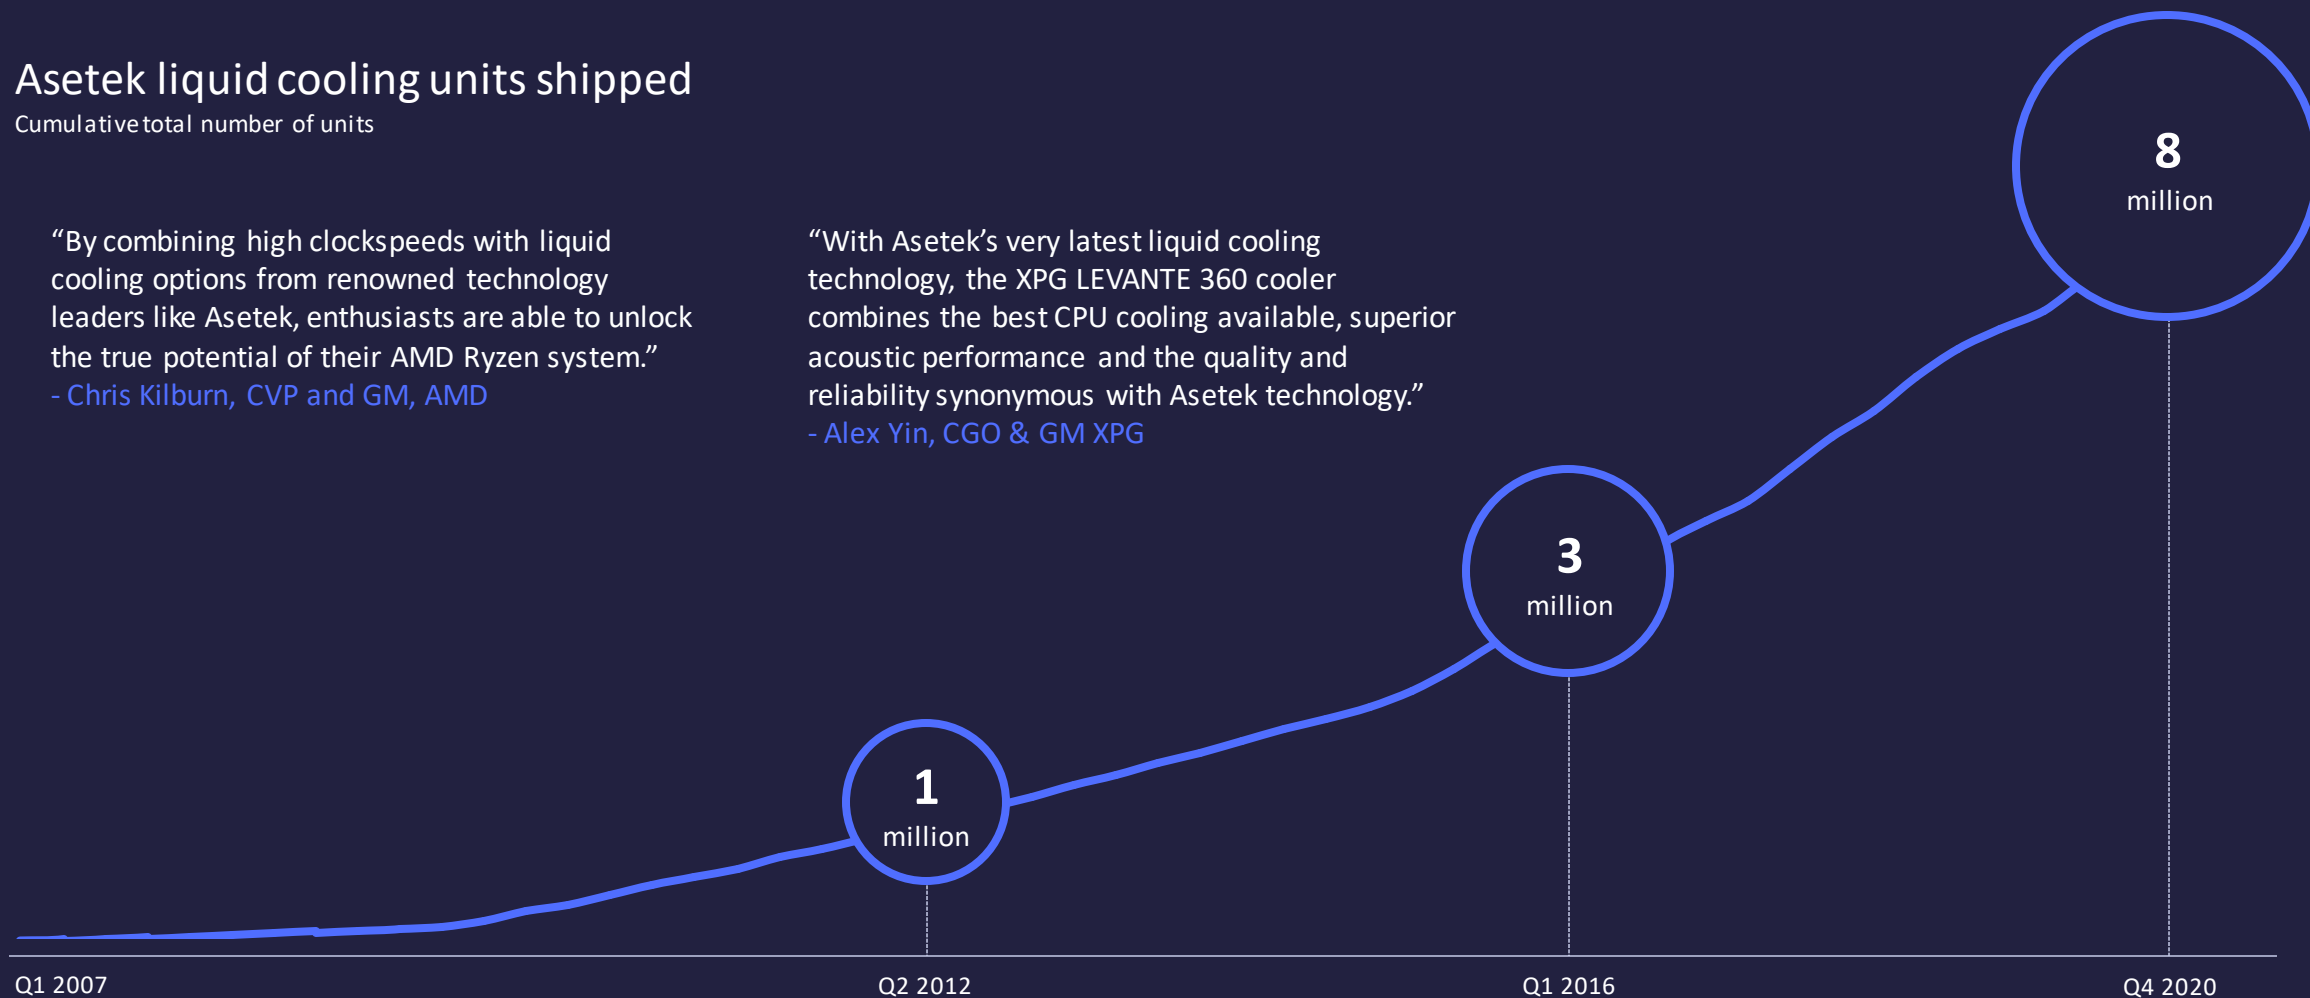 Asetek liquid cooling units shipped
Cumulative total number of units
8
million
“By combining high clockspeeds with liquid
cooling options from renowned technology
leaders like Asetek, enthusiasts are able to unlock
the true potential of their AMD Ryzen system.”
- Chris Kilburn, CVP and GM, AMD
“With Asetek’s very latest liquid cooling
technology, the XPG LEVANTE 360 cooler
combines the best CPU cooling available, superior
acoustic performance and the quality and
reliability synonymous with Asetek technology.”
- Alex Yin, CGO & GM XPG
3
million
1
million
Q1 2007
Q2 2012
Q1 2016
Q4 2020